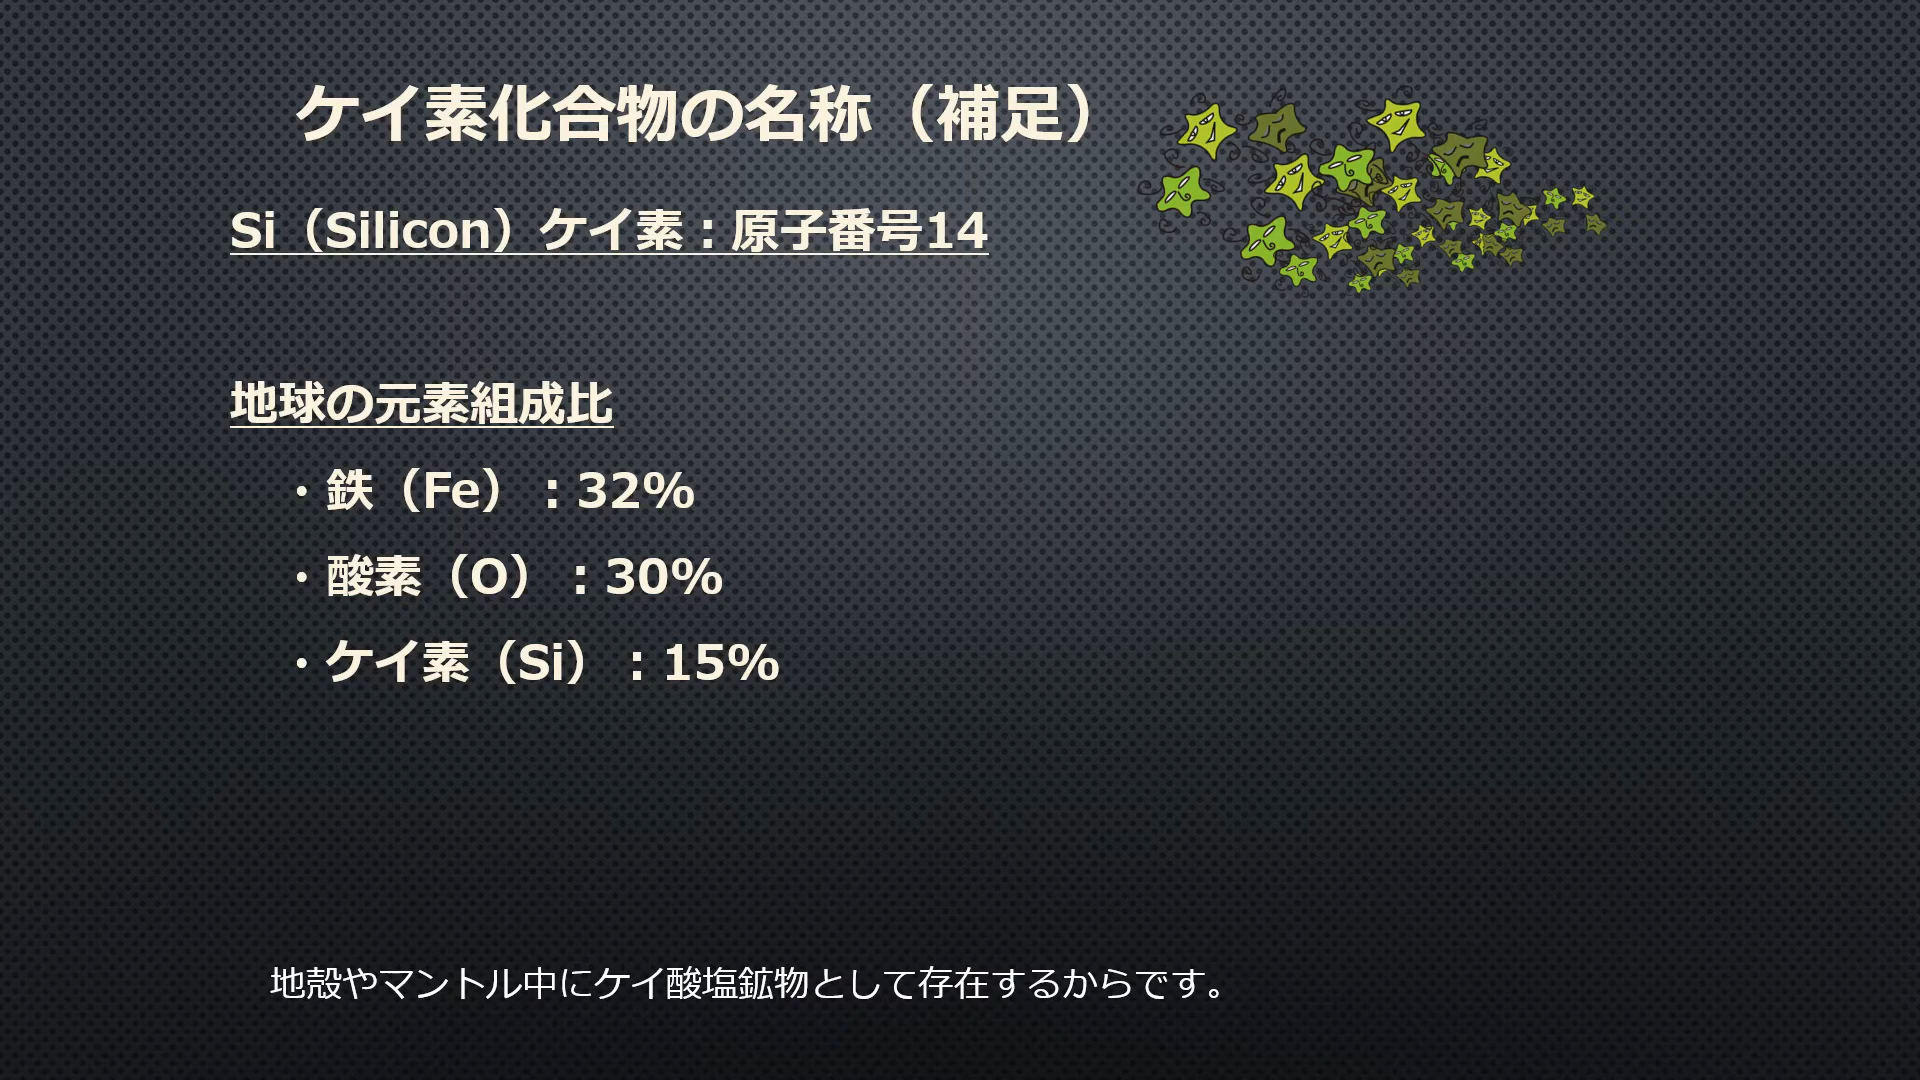 ケイ素化合物の名称（補足）
Si（Silicon）ケイ素：原子番号14
地球の元素組成比
・鉄（Fe）：32%
・酸素（O）：30%
・ケイ素（Si）：15%
地殻やマントル中にケイ酸塩鉱物として存在するからです。